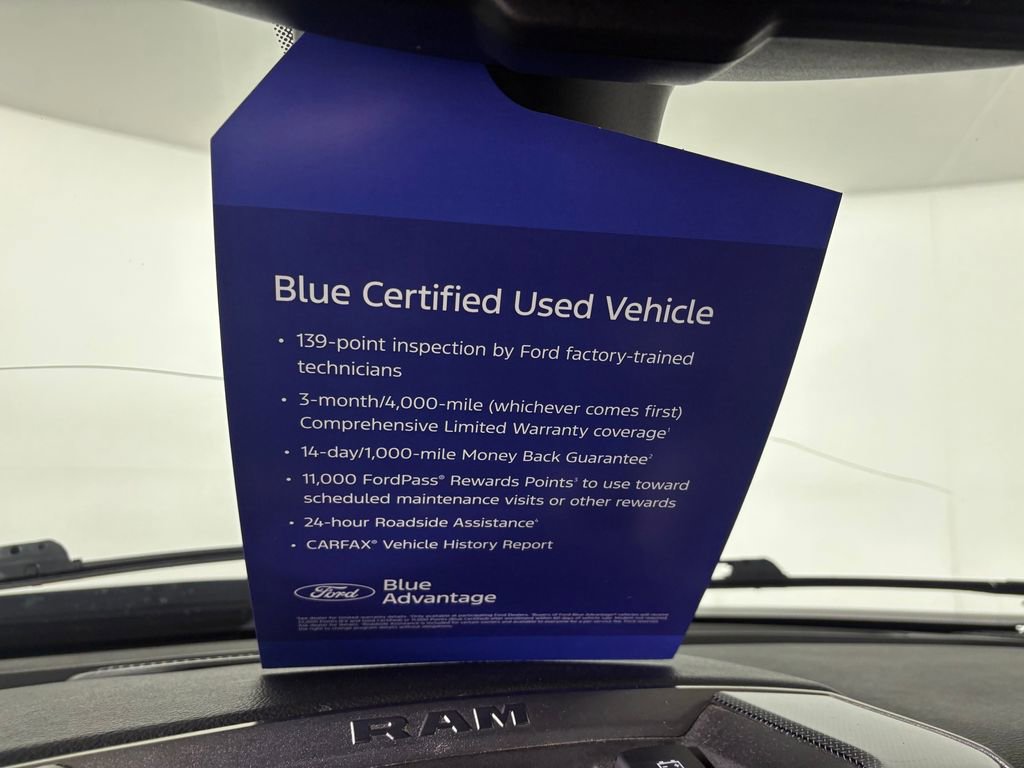 Blue Certified Used Vehicle
• 139-point inspection by Ford factory-trained
technicians
• 3-month/4,000-mile (whichever comes first)
Comprehensive Limited Warranty coverage¹
• 14-day/1,000-mile Money Back Guarantee²
• 11,000 FordPass® Rewards Points³ to use toward
scheduled maintenance visits or other rewards
• 24-hour Roadside Assistance⁴
• CARFAX® Vehicle History Report
Ford
Blue
Advantage
RAM